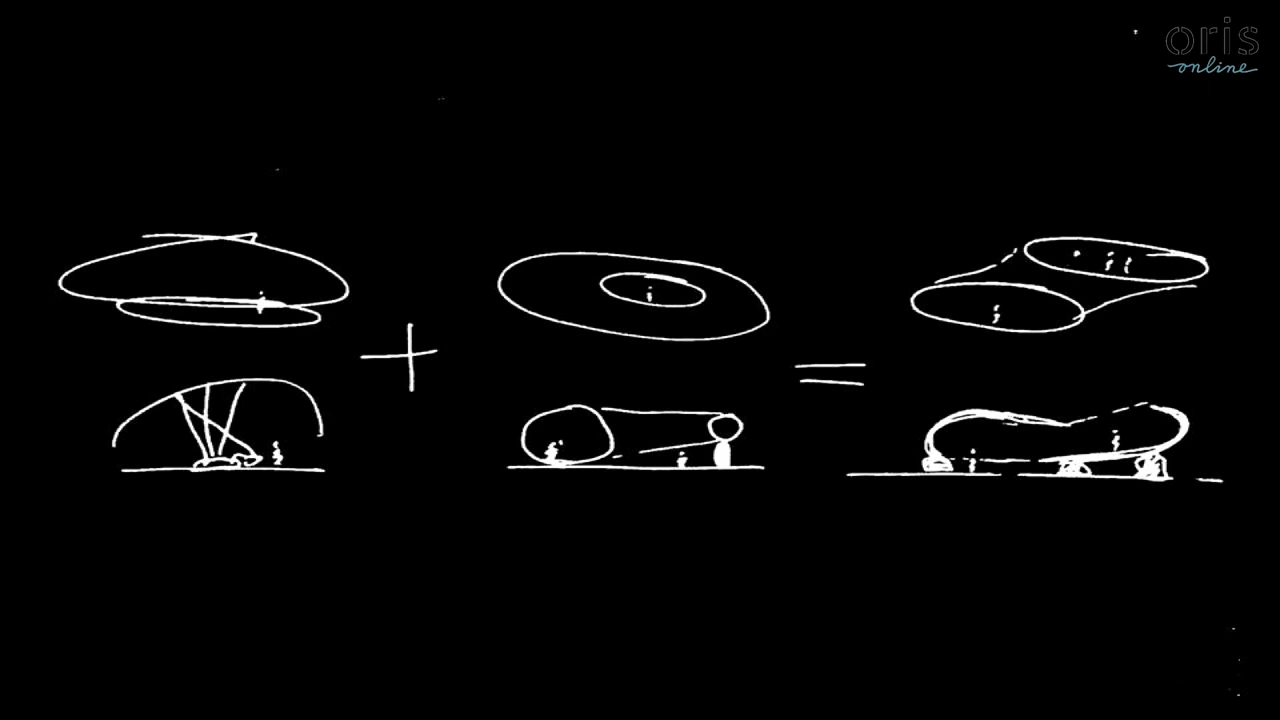 oris
online
+
=